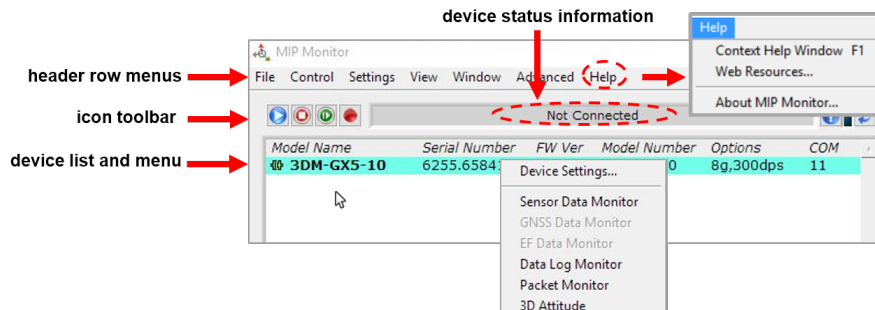 device status information
Help
Context Help Window F1
Web Resources...
About MIP Monitor...
MIP Monitor
header row menus
File Control Settings View Window Advanced Help
icon toolbar
Not Connected
device list and menu
Model Name Serial Number FW Ver Model Number Options COM
3DM-GX5-10 8g,300dps 11
Device Settings...
Sensor Data Monitor
GNSS Data Monitor
EF Data Monitor
Data Log Monitor
Packet Monitor
3D Attitude